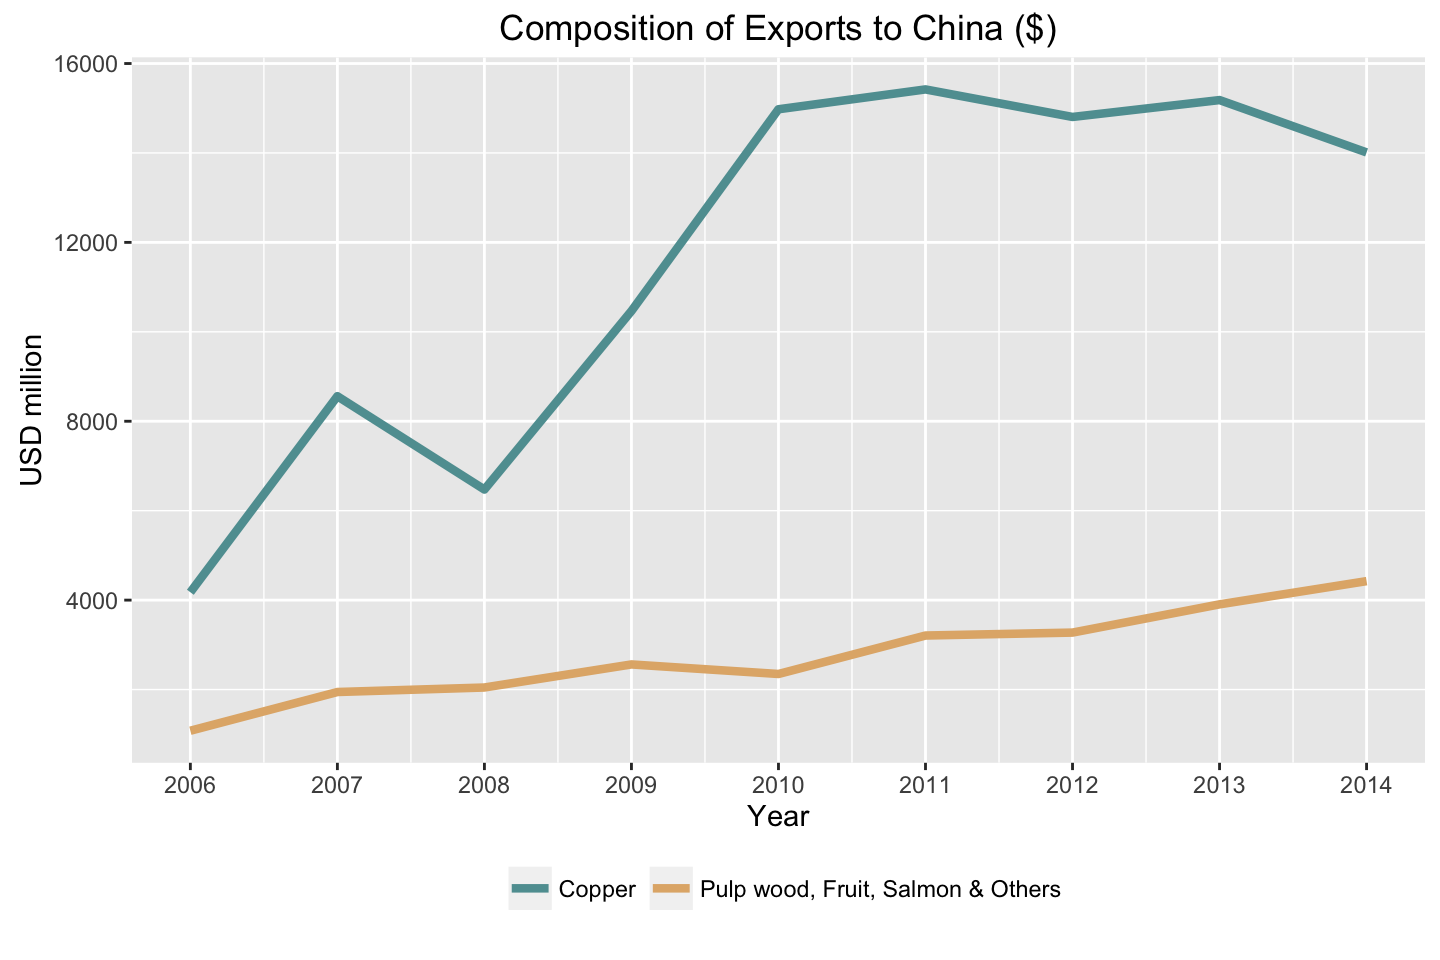 Composition of Exports to China ($)
16000
12000
8000
4000
USD million
2006 2007 2008 2009 2010 2011 2012 2013 2014
Year
Copper Pulp wood, Fruit, Salmon & Others